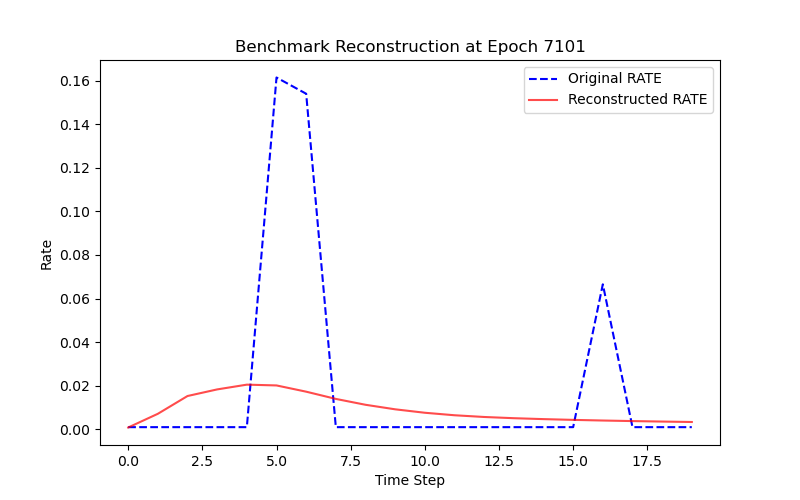 Benchmark Reconstruction at Epoch 7101
Original RATE
Reconstructed RATE
0.16
0.14
0.12
0.10
0.08
0.06
0.04
0.02
0.00
Rate
0.0 2.5 5.0 7.5 10.0 12.5 15.0 17.5
Time Step